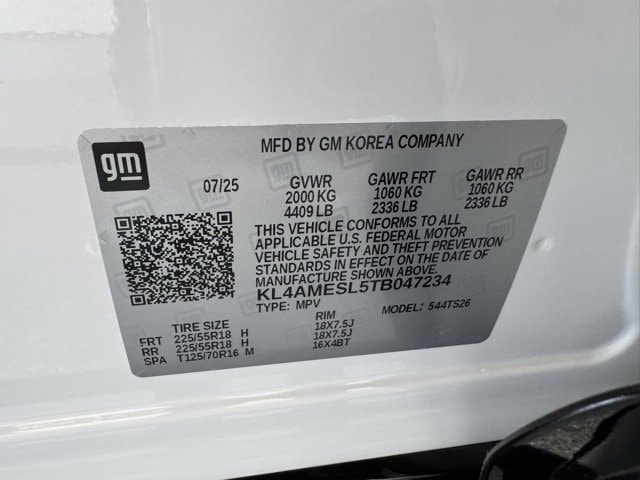 gm
MFD BY GM KOREA COMPANY
07/25 GVWR GAWR FRT GAWR RR
2000 KG 1060 KG 1060 KG
4409 LB 2336 LB 2336 LB
THIS VEHICLE CONFORMS TO ALL
APPLICABLE U.S. FEDERAL MOTOR
VEHICLE SAFETY AND THEFT PREVENTION
STANDARDS IN EFFECT ON THE DATE OF
MANUFACTURE SHOWN ABOVE.
KL4AMESL5TB047234
TYPE: MPV MODEL: 544TS26
TIRE SIZE RIM
FRT 225/55R18 H 18X7.5J
RR 225/55R18 H 18X7.5J
SPA T125/70R16 M 16X4BT